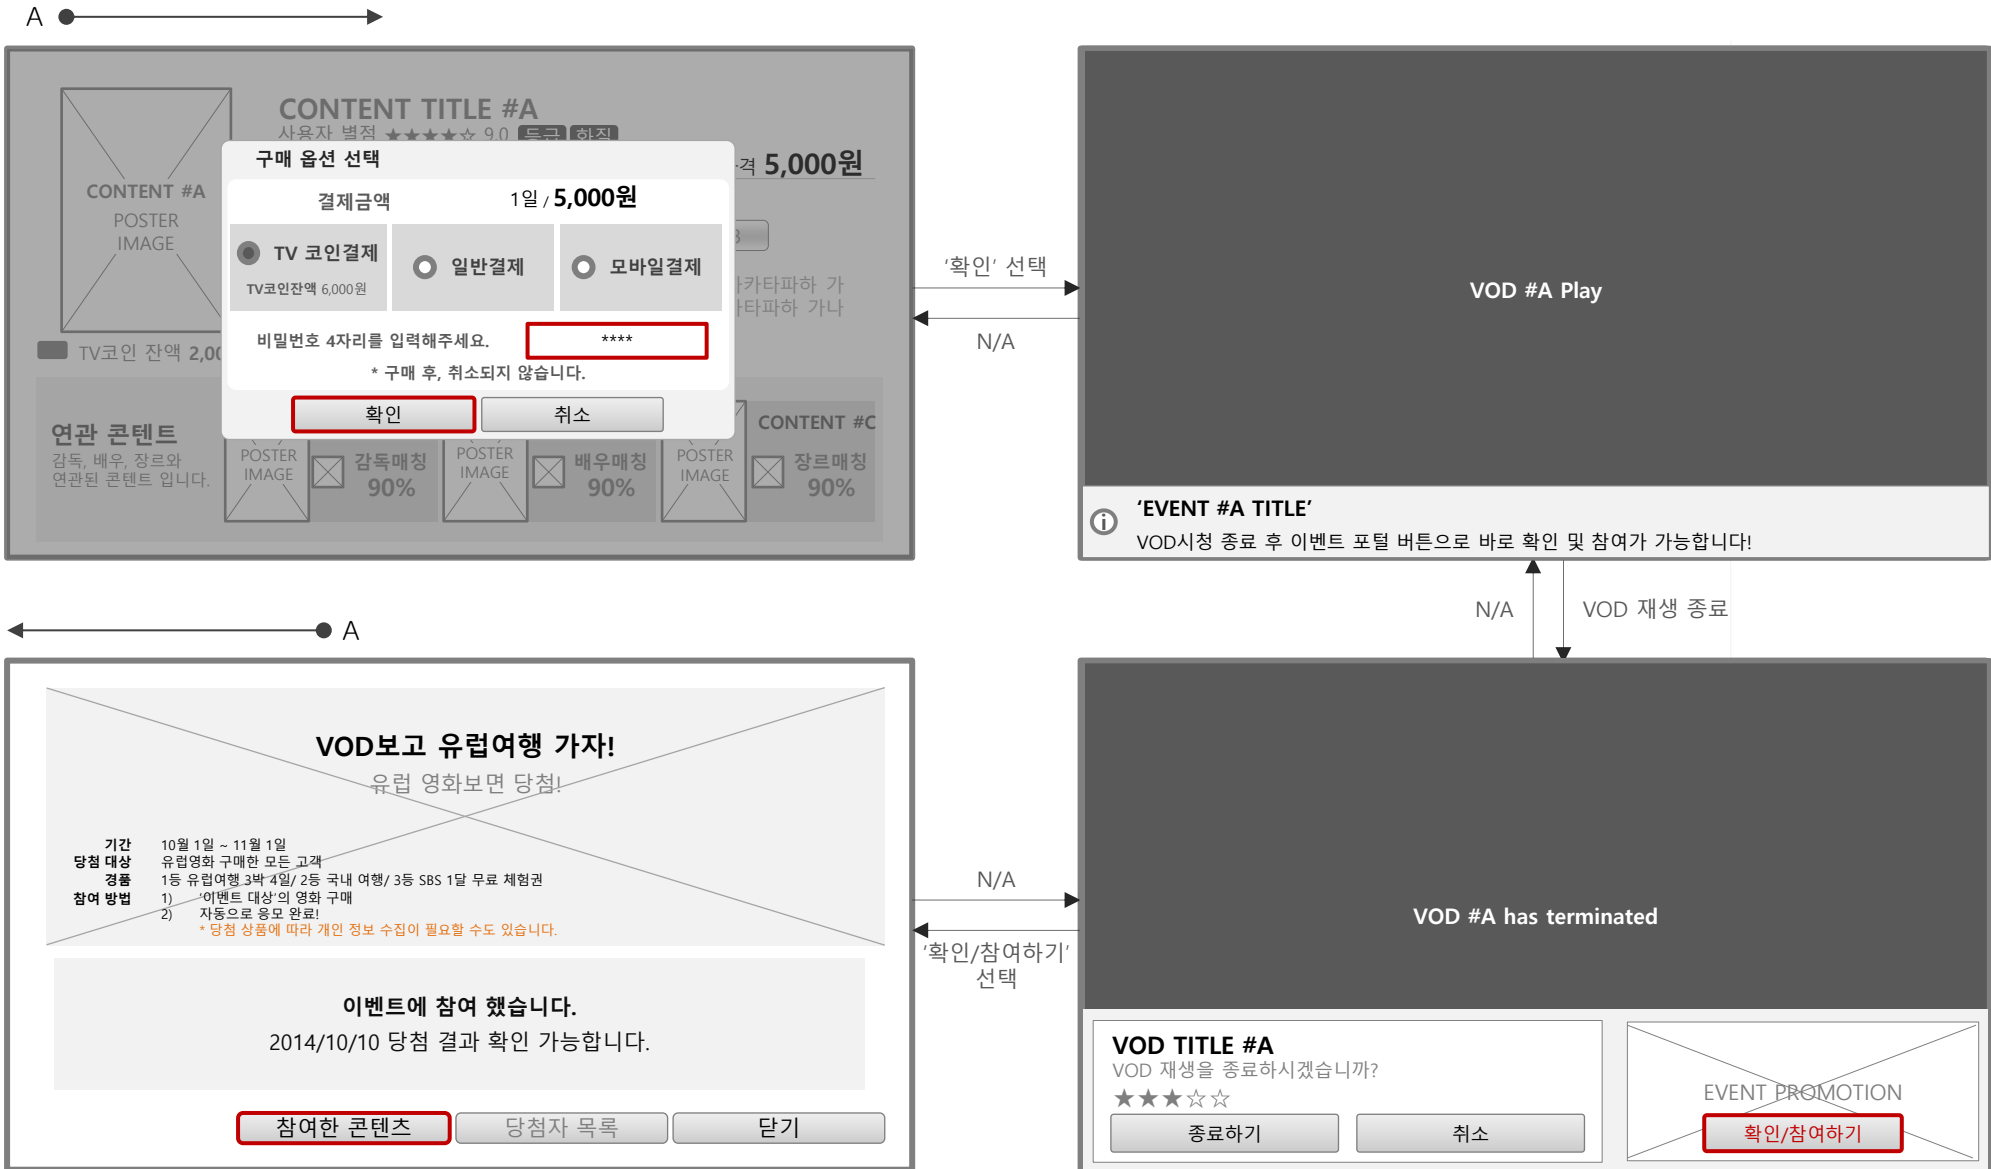 A
CONTENT TITLE #A
사용자 별점 ★★★★☆ 9.0 등급 화질
CONTENT #A
POSTER
IMAGE
격 5,000원
구매 옵션 선택
결제금액 1일 / 5,000원
TV 코인결제
TV코인잔액 6,000원
일반결제
모바일결제
비밀번호 4자리를 입력해주세요.
****
* 구매 후, 취소되지 않습니다.
확인
취소
카타파하 가
타파하 가나
TV코인 잔액 2,00
연관 콘텐트
감독, 배우, 장르와
연관된 콘텐트 입니다.
POSTER
IMAGE
감독매칭
90%
POSTER
IMAGE
배우매칭
90%
CONTENT #C
POSTER
IMAGE
장르매칭
90%
‘확인’ 선택
N/A
VOD #A Play
‘EVENT #A TITLE’
VOD시청 종료 후 이벤트 포털 버튼으로 바로 확인 및 참여가 가능합니다!
N/A
VOD 재생 종료
A
VOD보고 유럽여행 가자!
유럽 영화보면 당첨!
기간 10월 1일 ~ 11월 1일
당첨 대상 유럽영화 구매한 모든 고객
경품 1등 유럽여행 3박 4일/ 2등 국내 여행/ 3등 SBS 1달 무료 체험권
참여 방법 1) ‘이벤트 대상’의 영화 구매
2) 자동으로 응모 완료!
* 당첨 상품에 따라 개인 정보 수집이 필요할 수도 있습니다.
이벤트에 참여 했습니다.
2014/10/10 당첨 결과 확인 가능합니다.
참여한 콘텐츠
당첨자 목록
닫기
N/A
‘확인/참여하기’
선택
VOD #A has terminated
VOD TITLE #A
VOD 재생을 종료하시겠습니까?
★★★☆☆
종료하기
취소
EVENT PROMOTION
확인/참여하기